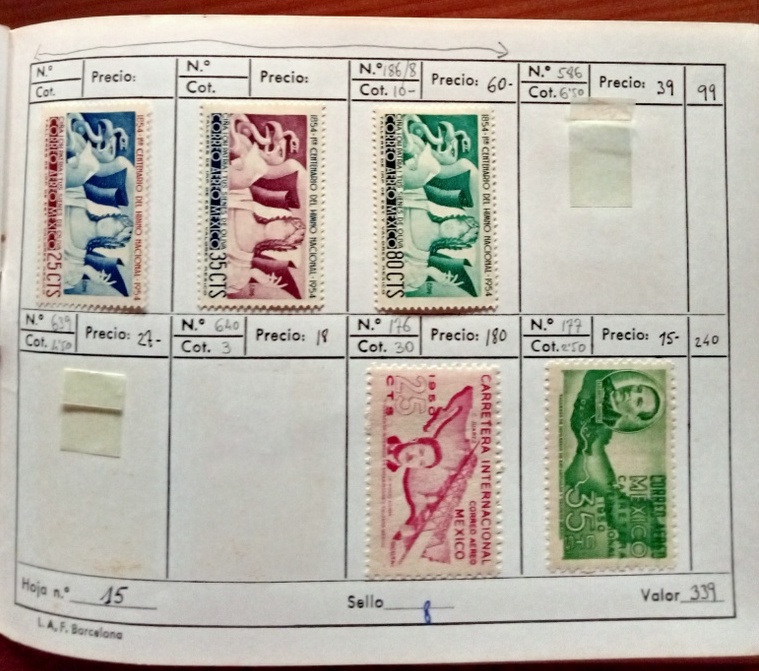 N.º Precio: N.º Precio: N.º 186/8 Precio: 60- N.º 546 Precio: 39 99
Cot. Cot. Cot. 10- Cot. 6'50
1854-1er CENTENARIO DEL HIMNO NACIONAL-1954
CORREO AEREO MEXICO 25 CTS
1854-1er CENTENARIO DEL HIMNO NACIONAL-1954
CORREO AEREO MEXICO 35 CTS
1854-1er CENTENARIO DEL HIMNO NACIONAL-1954
CORREO AEREO MEXICO 80 CTS
N.º 639 Precio: 27- N.º 640 Precio: 18 N.º 176 Precio: 180 N.º 177 Precio: 15- 240
Cot. 4'50 Cot. 3 Cot. 30 Cot. 2'50
CARRETERA INTERNACIONAL
CORREO AEREO
MEXICO
1950
25
CTS
CORREO AEREO
MEXICO
1950
35 CTS
Hoja n.º 15 Sello 8 Valor 339
I. A. F. Barcelona